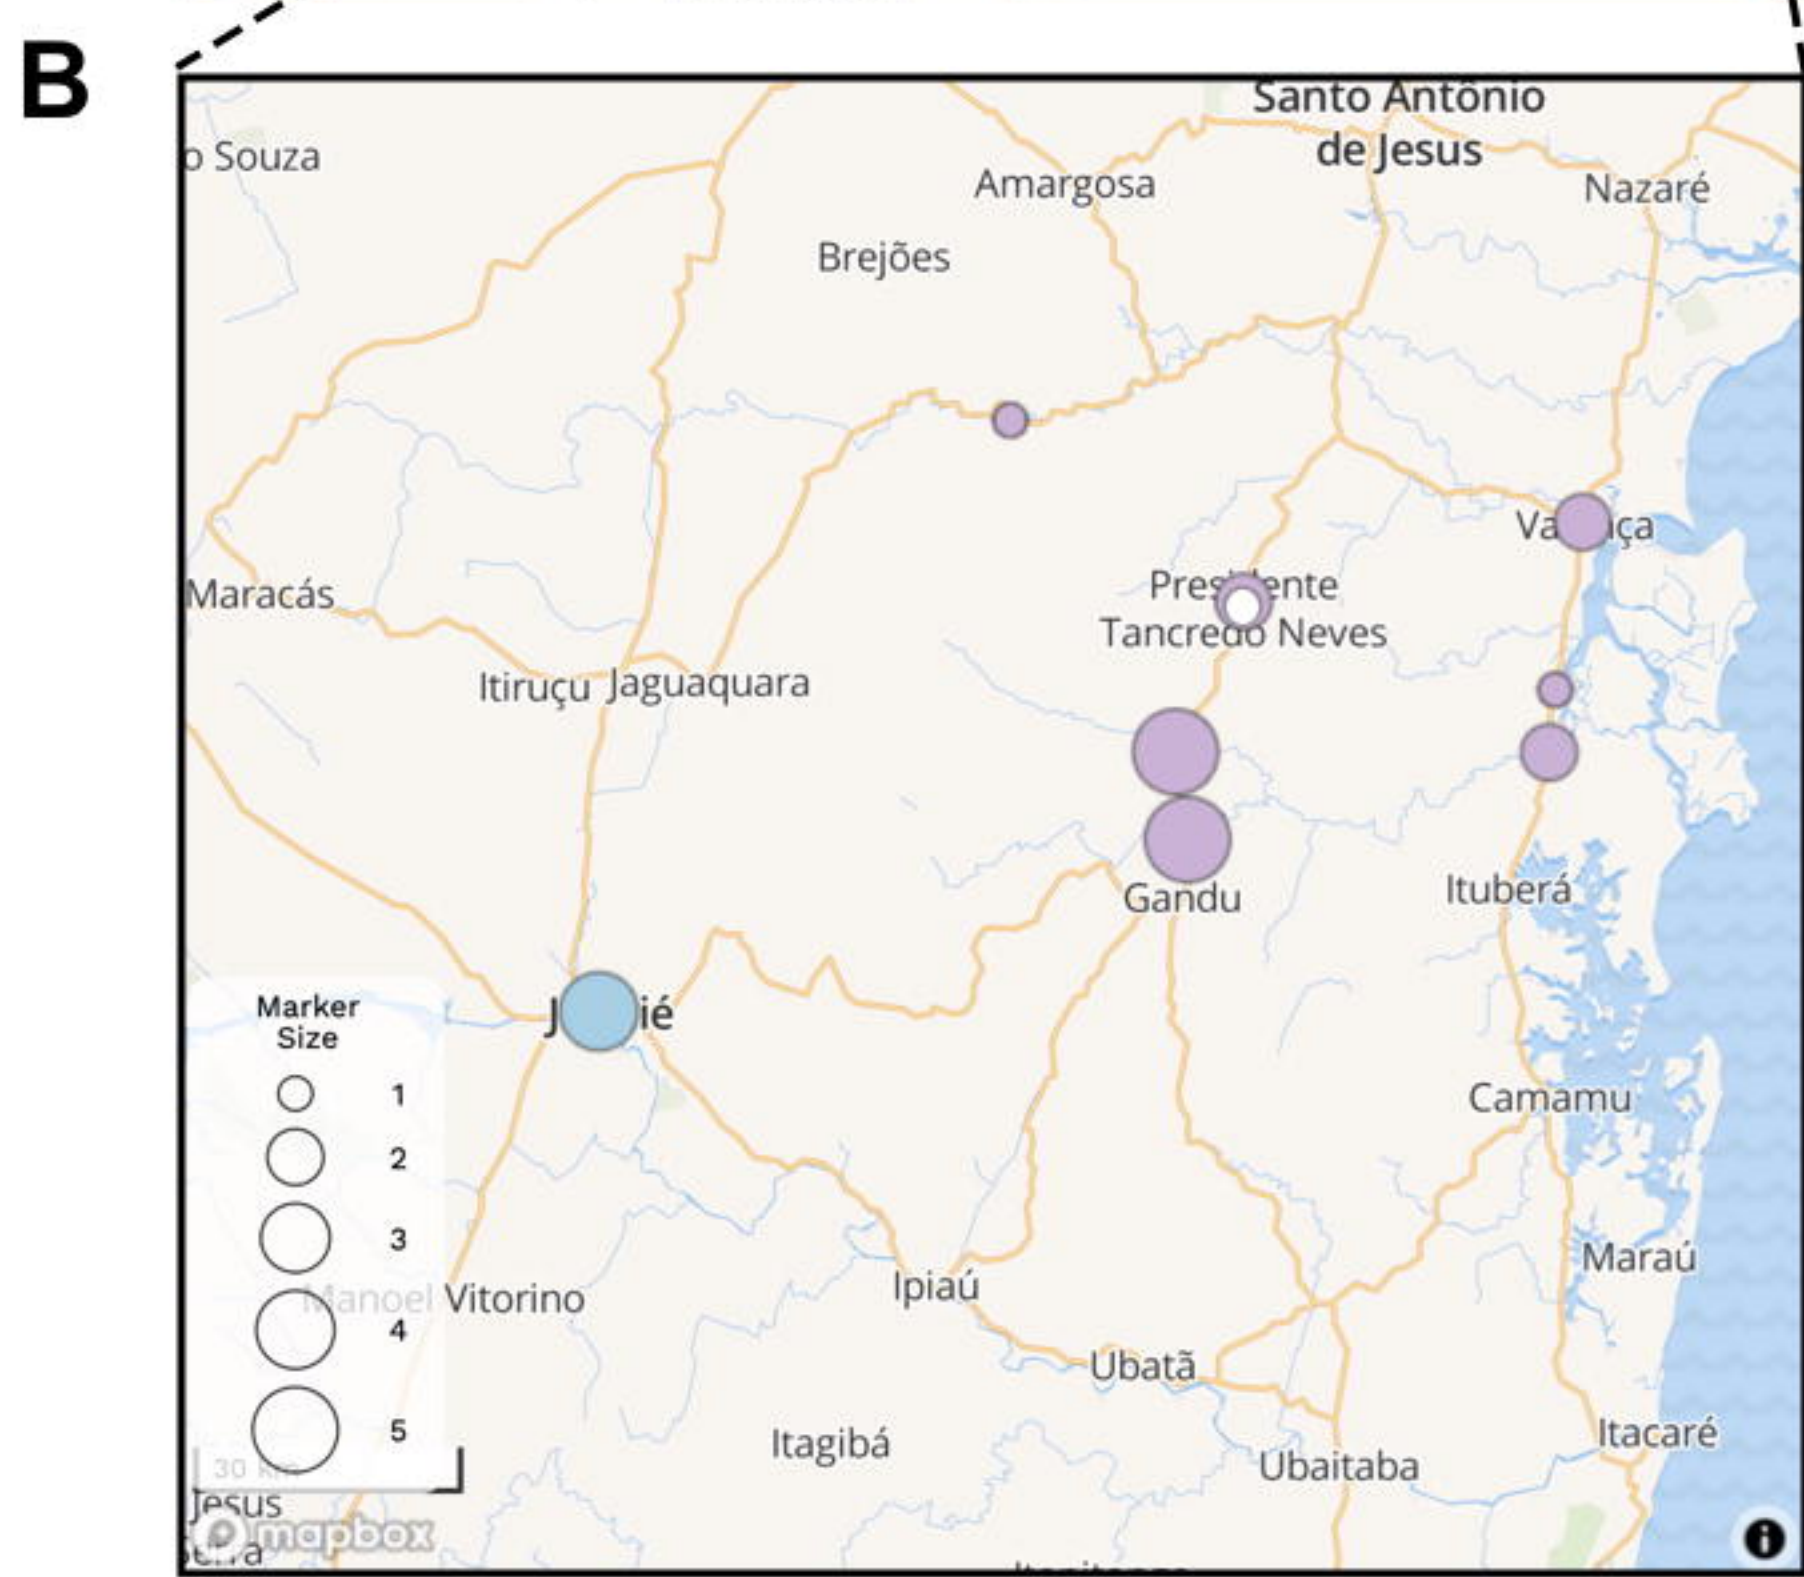 B
Santo Antônio
de Jesus
o Souza
Amargosa
Nazaré
Brejões
Maracás
Presidente
Tancredo Neves
Itiruçu
Jaguaquara
Gandu
Ituberá
Marker
Size
1
2
3
4
5
Camamu
Maraú
Manoel Vitorino
Ipiaú
Ubatã
Itagibá
Itacaré
Ubaitaba
30 km
Jesus
mapbox